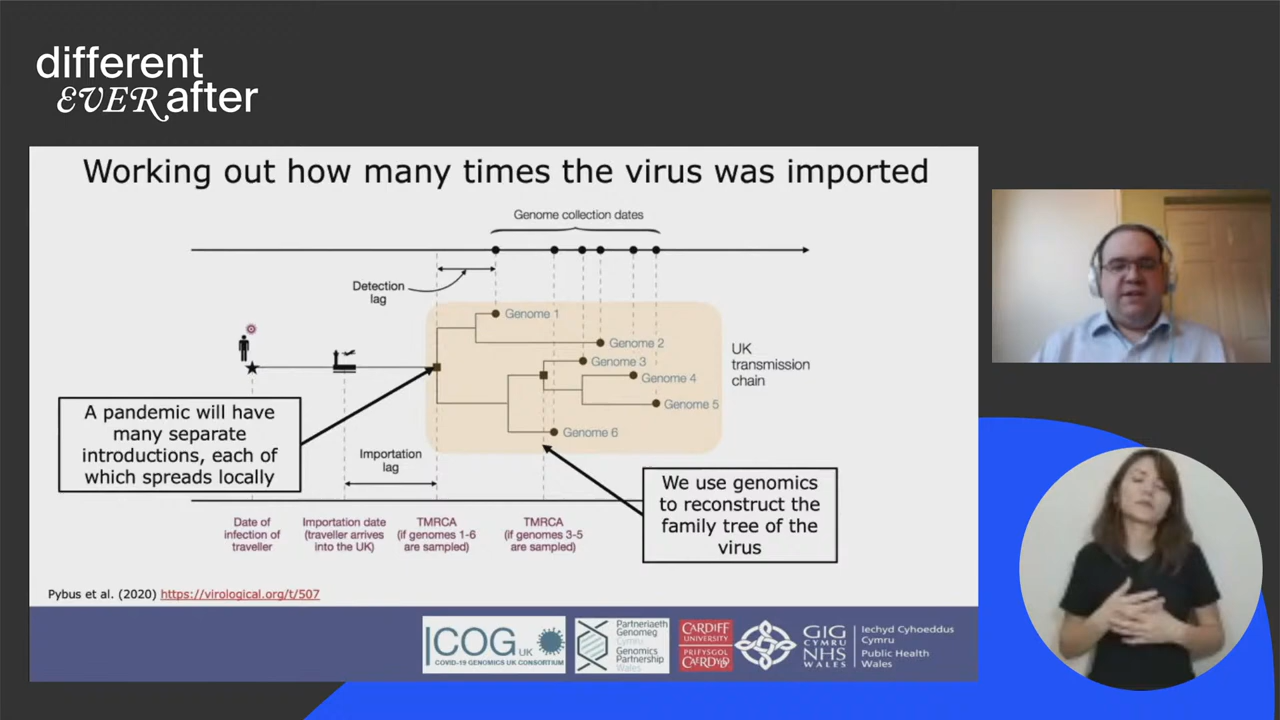 different
EVER after
Working out how many times the virus was imported
Genome collection dates
Detection
lag
Genome 1
Genome 2
Genome 3
Genome 4
Genome 5
Genome 6
UK
transmission
chain
A pandemic will have
many separate
introductions, each of
which spreads locally
Importation
lag
We use genomics
to reconstruct the
family tree of the
virus
Date of
infection of
traveller
Importation date
(traveller arrives
into the UK)
TMRCA
(if genomes 1-6
are sampled)
TMRCA
(if genomes 3-5
are sampled)
Pybus et al. (2020) https://virological.org/t/507
COG UK
COVID-19 GENOMICS UK CONSORTIUM
Partneriaeth
Genomeg
Cymru
Genomics
Partnership
Wales
CARDIFF
UNIVERSITY
PRIFYSGOL
CAERDYDD
GIG
CYMRU
NHS
WALES
Iechyd Cyhoeddus
Cymru
Public Health
Wales